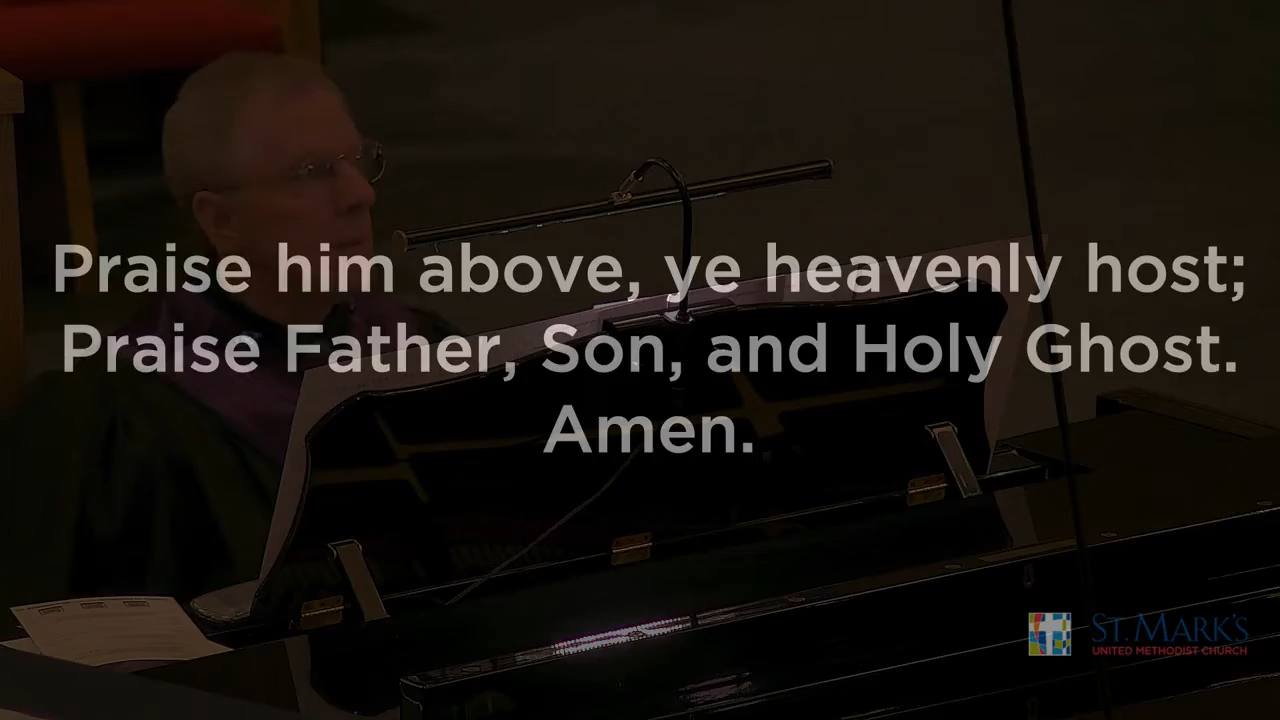 Praise him above, ye heavenly host;
Praise Father, Son, and Holy Ghost.
Amen.
ST. MARK'S
UNITED METHODIST CHURCH